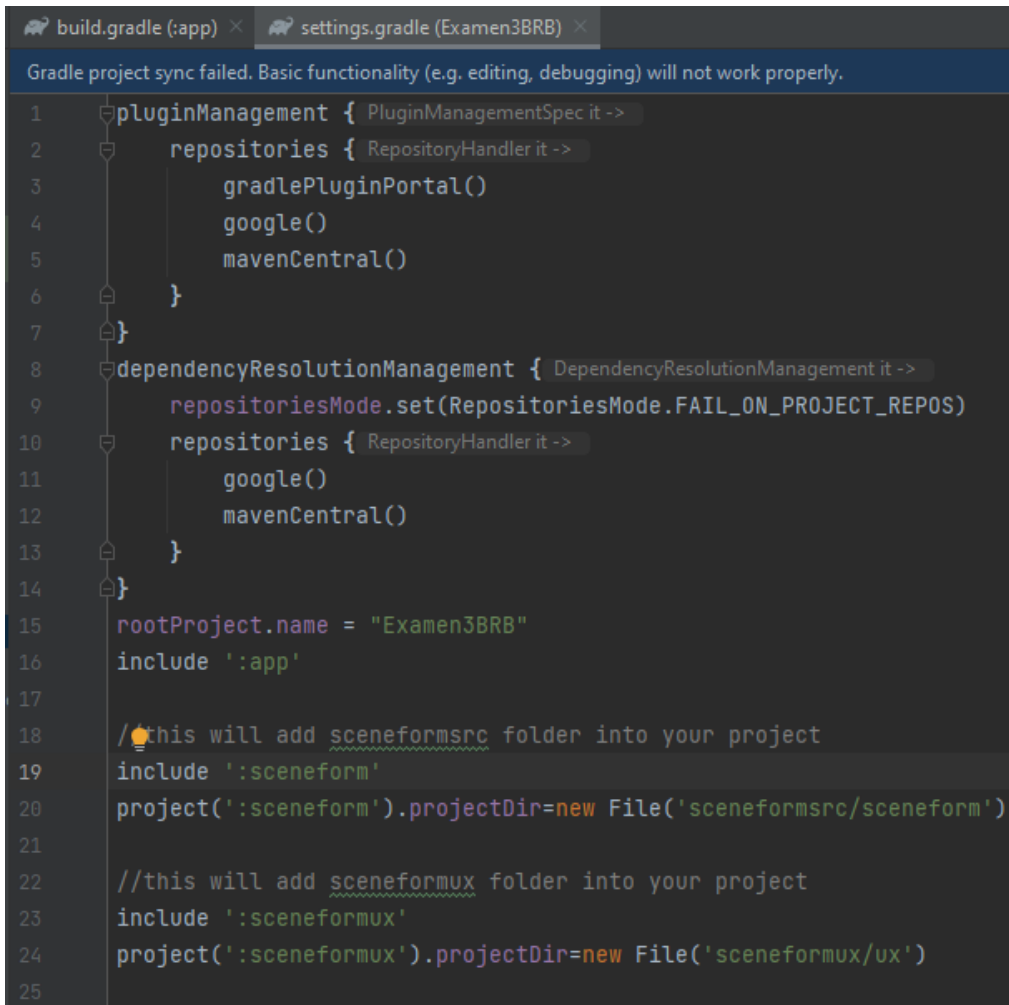 build.gradle (:app) × settings.gradle (Examen3BRB) ×
Gradle project sync failed. Basic functionality (e.g. editing, debugging) will not work properly.
1 pluginManagement { PluginManagementSpec it ->
2 repositories { RepositoryHandler it ->
3 gradlePluginPortal()
4 google()
5 mavenCentral()
6 }
7 }
8 dependencyResolutionManagement { DependencyResolutionManagement it ->
9 repositoriesMode.set(RepositoriesMode.FAIL_ON_PROJECT_REPOS)
10 repositories { RepositoryHandler it ->
11 google()
12 mavenCentral()
13 }
14 }
15 rootProject.name = "Examen3BRB"
16 include ':app'
17
18 //this will add sceneformsrc folder into your project
19 include ':sceneform'
20 project(':sceneform').projectDir=new File('sceneformsrc/sceneform')
21
22 //this will add sceneformux folder into your project
23 include ':sceneformux'
24 project(':sceneformux').projectDir=new File('sceneformux/ux')
25